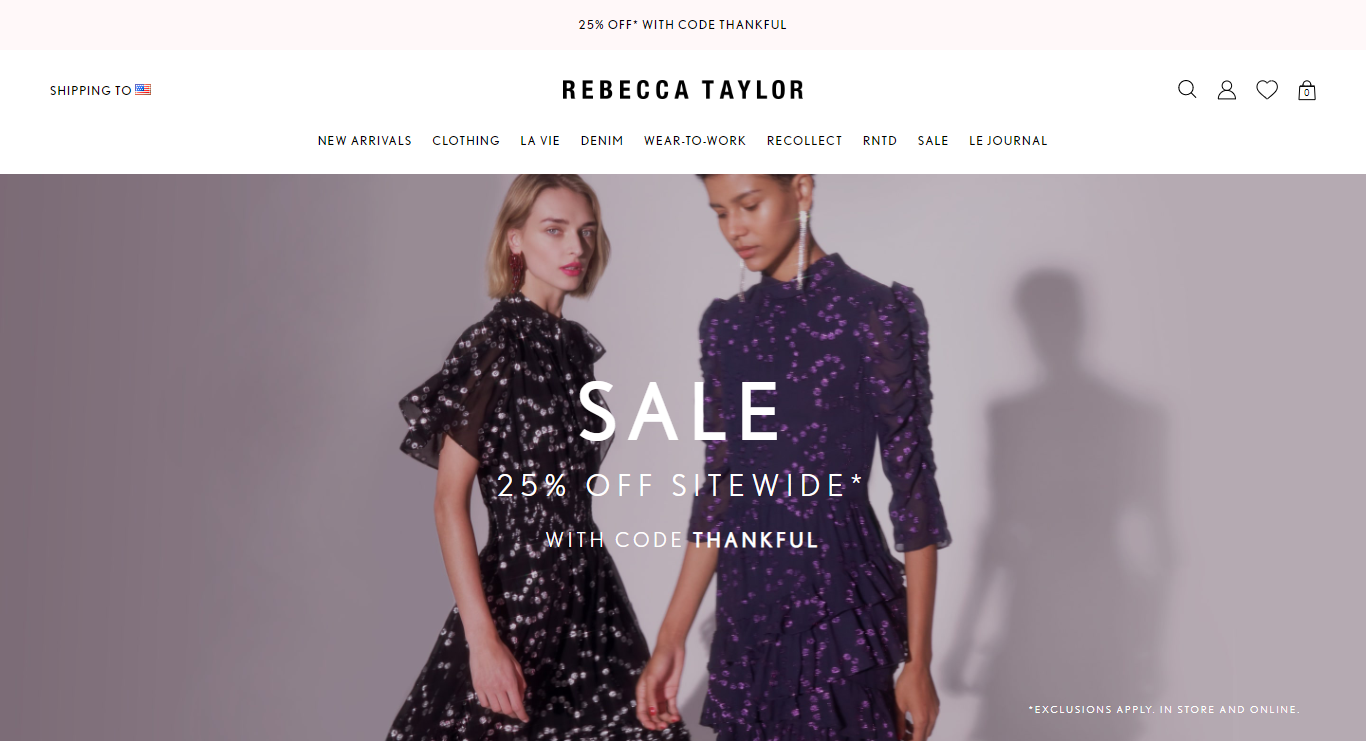 25% OFF* WITH CODE THANKFUL
SHIPPING TO
REBECCA TAYLOR
0
NEW ARRIVALS CLOTHING LA VIE DENIM WEAR-TO-WORK RECOLLECT RNTD SALE LE JOURNAL
SALE
25% OFF SITEWIDE*
WITH CODE THANKFUL
*EXCLUSIONS APPLY. IN STORE AND ONLINE.